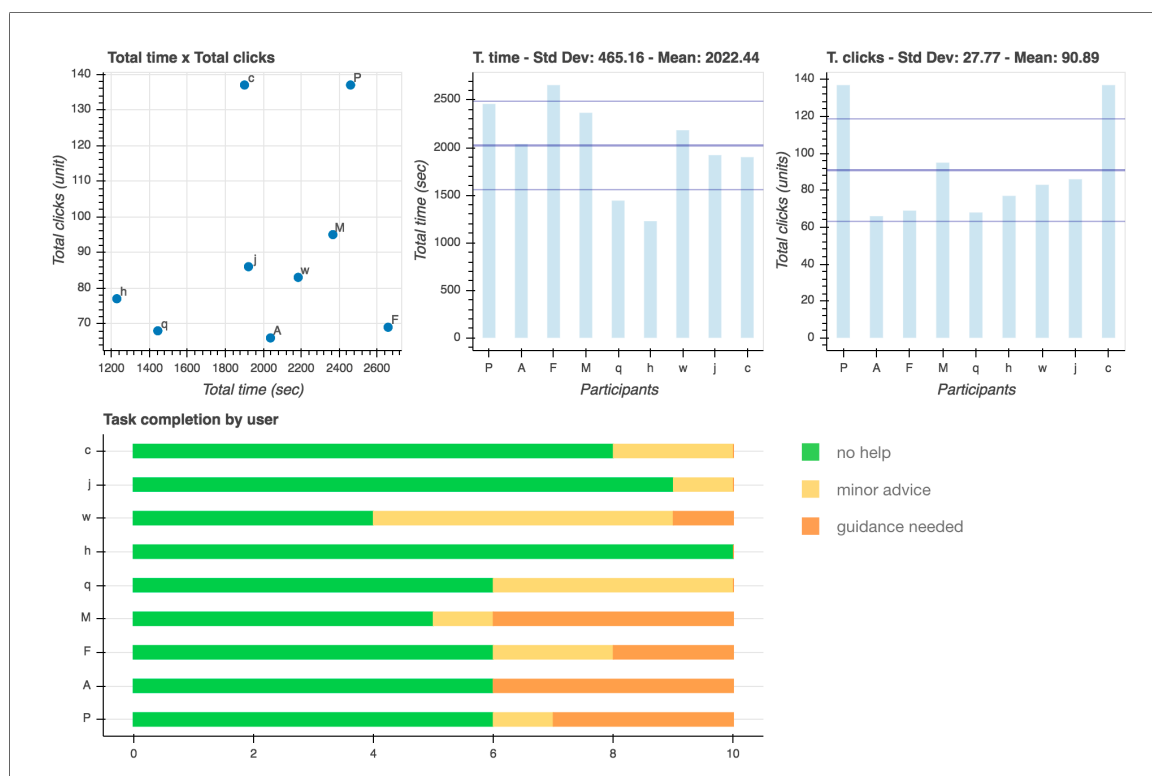 Total time x Total clicks
140
130
120
110
100
90
80
70
Total clicks (unit)
c
P
M
j
w
h
q
A
F
1200 1400 1600 1800 2000 2200 2400 2600
Total time (sec)
T. time - Std Dev: 465.16 - Mean: 2022.44
2500
2000
1500
1000
500
0
Total time (sec)
P A F M q h w j c
Participants
T. clicks - Std Dev: 27.77 - Mean: 90.89
140
120
100
80
60
40
20
0
Total clicks (units)
P A F M q h w j c
Participants
Task completion by user
c
j
w
h
q
M
F
A
P
0 2 4 6 8 10
no help
minor advice
guidance needed